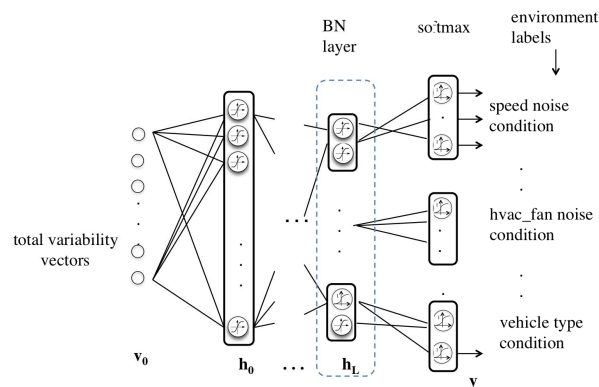 BN
layer
softmax
environment
labels
speed noise
condition
hvac_fan noise
condition
total variability
vectors
vehicle type
condition
v0
h0
...
hL
v